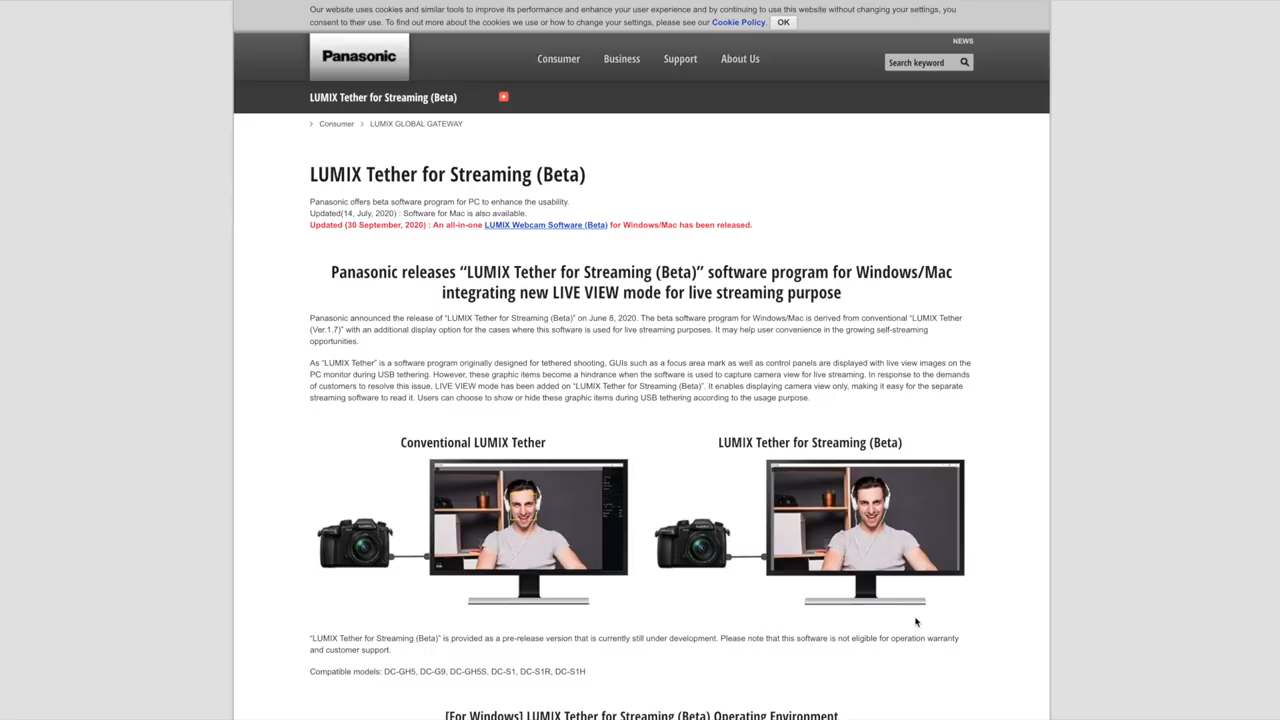 Our website uses cookies and similar tools to improve its performance and enhance your user experience and by continuing to use this website without changing your settings, you
consent to their use. To find out more about the cookies we use or how to change your settings, please see our Cookie Policy. OK
NEWS
Panasonic
Consumer Business Support About Us
Search keyword
LUMIX Tether for Streaming (Beta)
Consumer LUMIX GLOBAL GATEWAY
LUMIX Tether for Streaming (Beta)
Panasonic offers beta software program for PC to enhance the usability.
Updated(14, July, 2020) : Software for Mac is also available.
Updated (30 September, 2020) : An all-in-one LUMIX Webcam Software (Beta) for Windows/Mac has been released.
Panasonic releases “LUMIX Tether for Streaming (Beta)” software program for Windows/Mac
integrating new LIVE VIEW mode for live streaming purpose
Panasonic announced the release of “LUMIX Tether for Streaming (Beta)” on June 8, 2020. The beta software program for Windows/Mac is derived from conventional “LUMIX Tether
(Ver.1.7)” with an additional display option for the cases where this software is used for live streaming purposes. It may help user convenience in the growing self-streaming
opportunities.
As “LUMIX Tether” is a software program originally designed for tethered shooting, GUIs such as a focus area mark as well as control panels are displayed with live view images on the
PC monitor during USB tethering. However, these graphic items become a hindrance when the software is used to capture camera view for live streaming. In response to the demands
of customers to resolve this issue, LIVE VIEW mode has been added on “LUMIX Tether for Streaming (Beta)”. It enables displaying camera view only, making it easy for the separate
streaming software to read it. Users can choose to show or hide these graphic items during USB tethering according to the usage purpose.
Conventional LUMIX Tether
LUMIX Tether for Streaming (Beta)
“LUMIX Tether for Streaming (Beta)” is provided as a pre-release version that is currently still under development. Please note that this software is not eligible for operation warranty
and customer support.
Compatible models: DC-GH5, DC-G9, DC-GH5S, DC-S1, DC-S1R, DC-S1H
[For Windows] LUMIX Tether for Streaming (Beta) Operating Environment